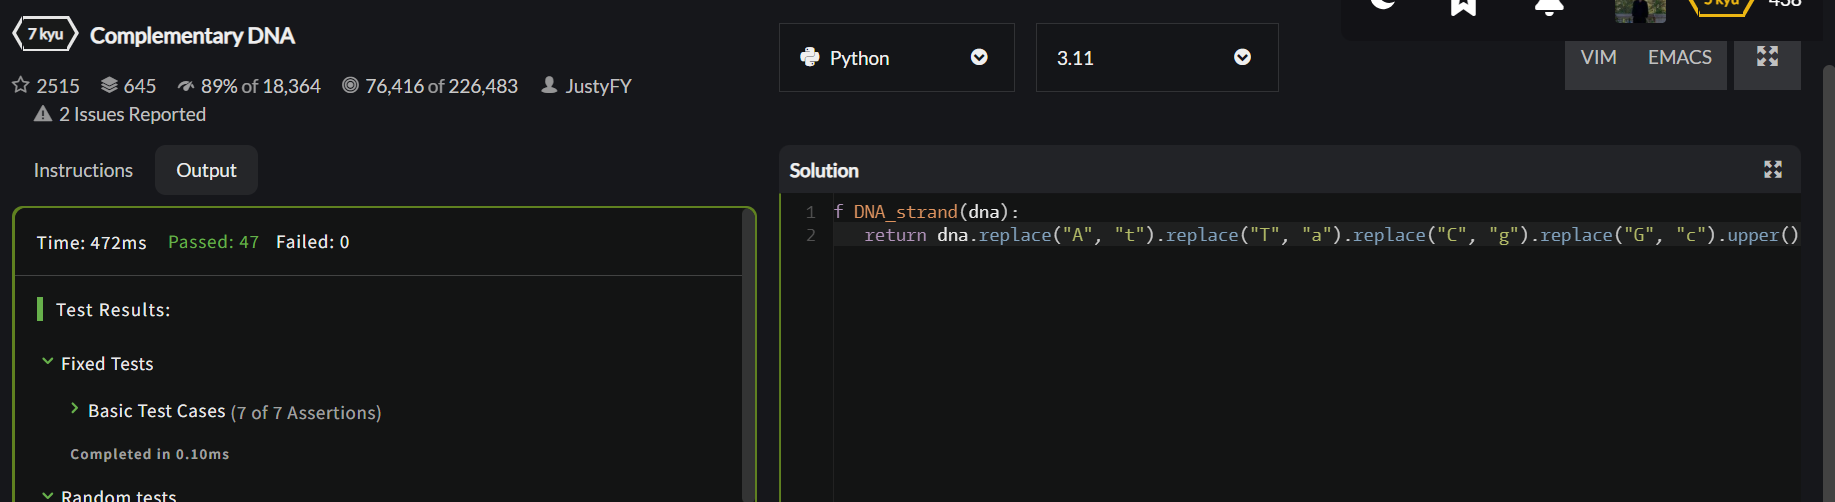 7 kyu Complementary DNA
2515 645 89% of 18,364 76,416 of 226,483 JustyFY
2 Issues Reported
Instructions Output
Time: 472ms Passed: 47 Failed: 0
Test Results:
Fixed Tests
Basic Test Cases (7 of 7 Assertions)
Completed in 0.10ms
Random tests
Python 3.11
5 kyu 438
VIM EMACS
Solution
1 f DNA_strand(dna):
2 return dna.replace("A", "t").replace("T", "a").replace("C", "g").replace("G", "c").upper()